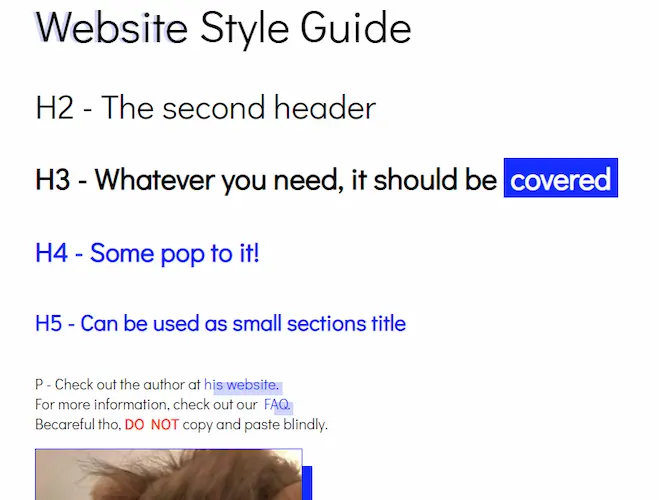 Website Style Guide
H2 - The second header
H3 - Whatever you need, it should be covered
H4 - Some pop to it!
H5 - Can be used as small sections title
P - Check out the author at his website.
For more information, check out our FAQ.
Becareful tho, DO NOT copy and paste blindly.